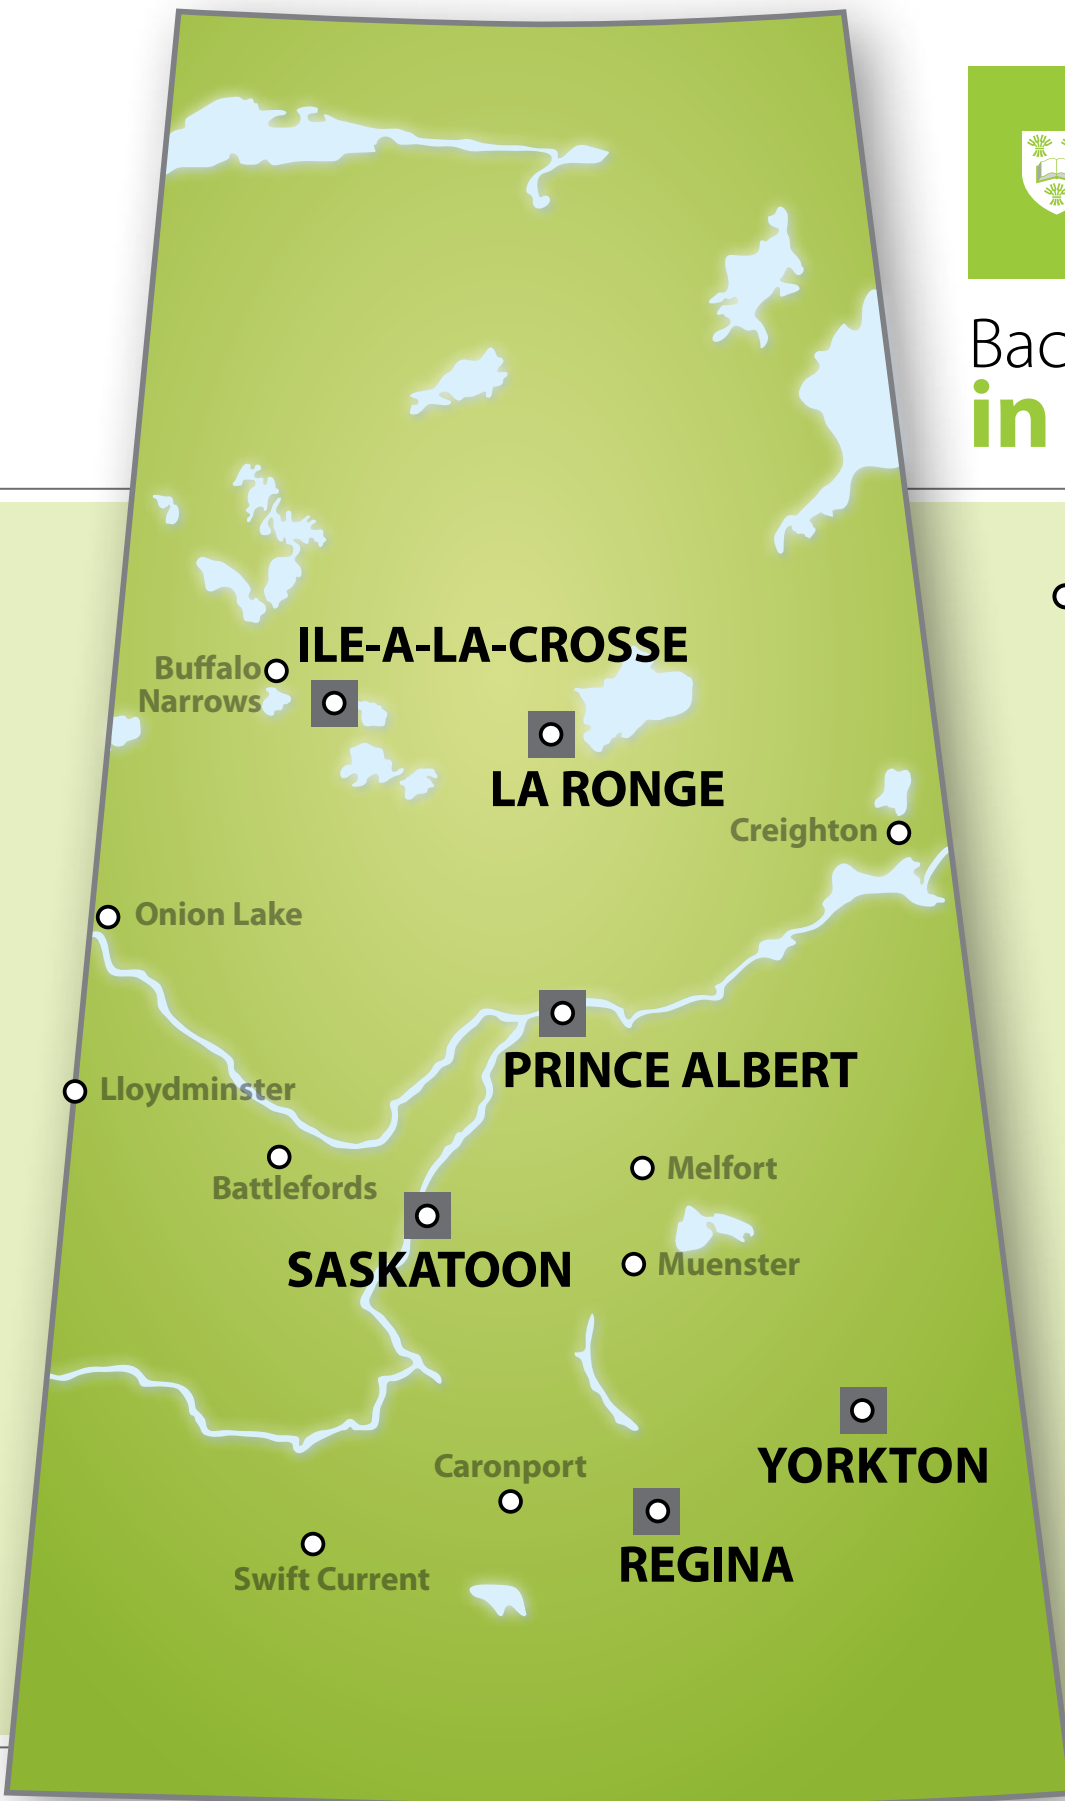 Bac
in
ILE-A-LA-CROSSE
Buffalo
Narrows
LA RONGE
Creighton
Onion Lake
PRINCE ALBERT
Lloydminster
Battlefords
Melfort
SASKATOON
Muenster
YORKTON
Caronport
REGINA
Swift Current